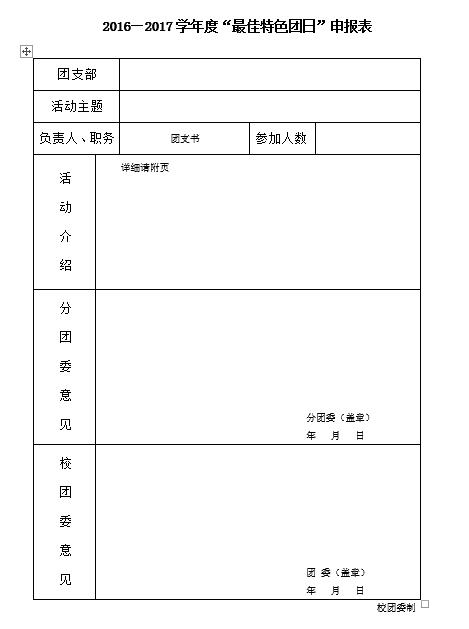 2016—2017学年度“最佳特色团日”申报表
团支部
活动主题
负责人、职务 团支书 参加人数
活动介绍
详细请附页
分团委意见
分团委（盖章）
年 月 日
校团委意见
团 委（盖章）
年 月 日
校团委制